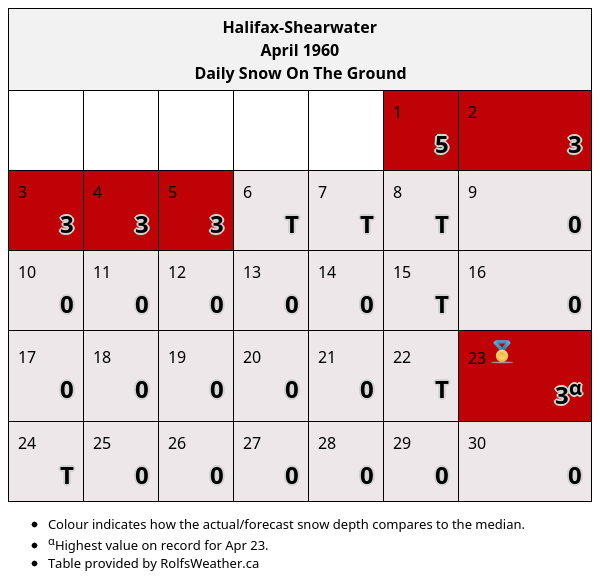 Halifax-Shearwater
April 1960
Daily Snow On The Ground
1 2
5 3
3 4 5 6 7 8 9
3 3 3 T T T 0
10 11 12 13 14 15 16
0 0 0 0 0 T 0
17 18 19 20 21 22 23
0 0 0 0 0 T 3α
24 25 26 27 28 29 30
T 0 0 0 0 0 0
Colour indicates how the actual/forecast snow depth compares to the median.
αHighest value on record for Apr 23.
Table provided by RolfsWeather.ca